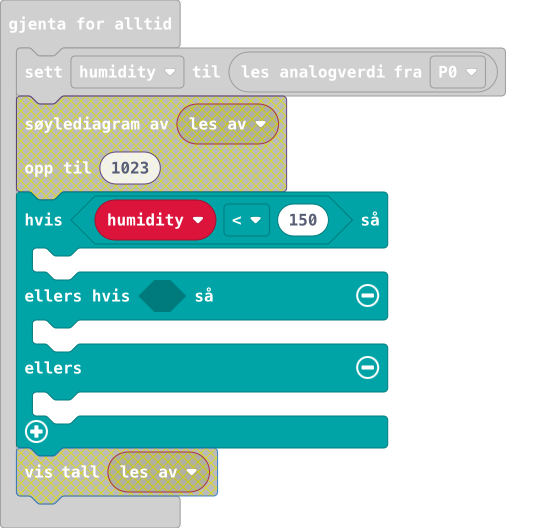 gjenta for alltid
sett humidity til les analogverdi fra P0
søylediagram av les av
opp til 1023
hvis humidity < 150 så
ellers hvis så
ellers
vis tall les av